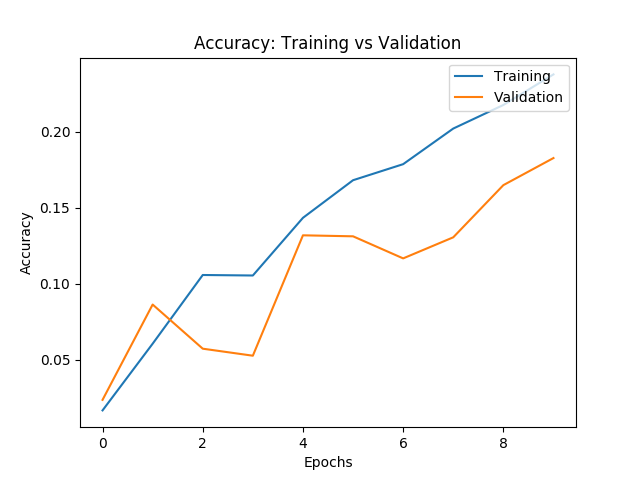 Accuracy: Training vs Validation
Training
Validation
0.20
0.15
0.10
0.05
Accuracy
0
2
4
6
8
Epochs